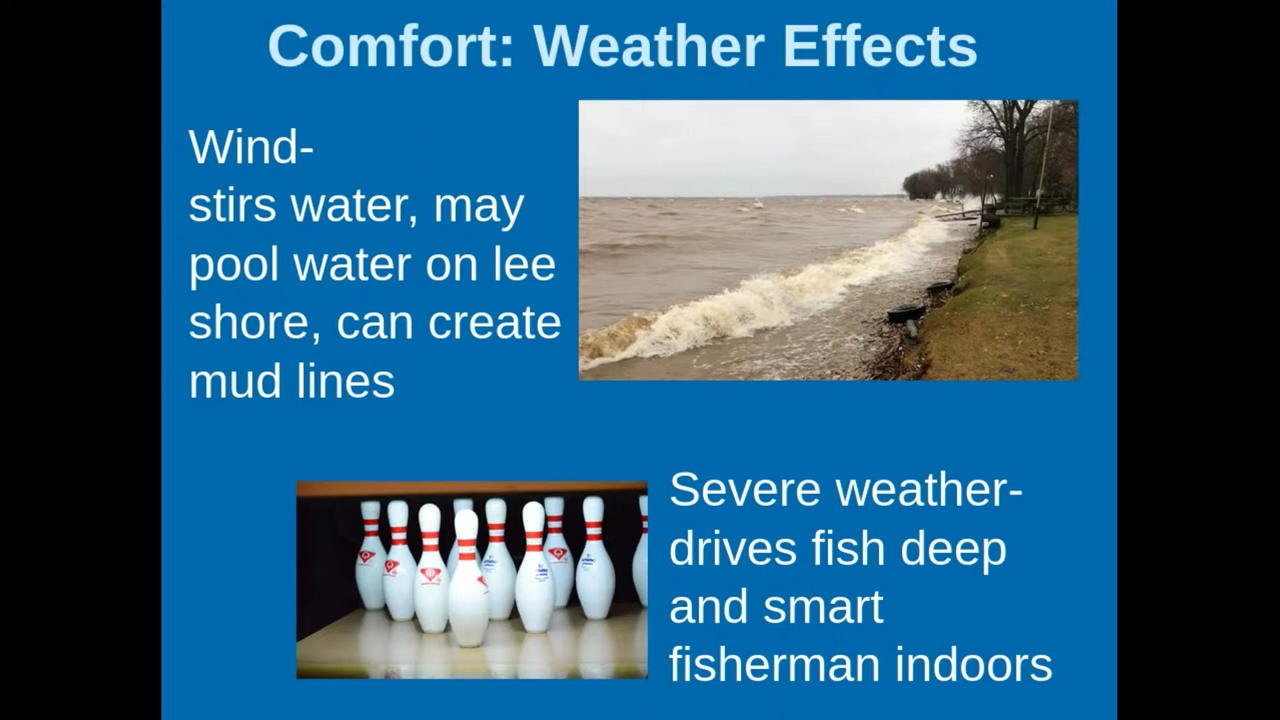 Comfort: Weather Effects
Wind-
stirs water, may
pool water on lee
shore, can create
mud lines
Severe weather-
drives fish deep
and smart
fisherman indoors